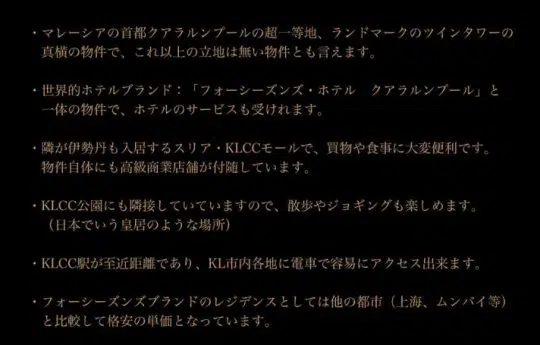 ・マレーシアの首都クアラルンプールの超一等地、ランドマークのツインタワーの
真横の物件で、これ以上の立地は無い物件とも言えます。
・世界的ホテルブランド：「フォーシーズンズ・ホテル　クアラルンプール」と
一体の物件で、ホテルのサービスも受けれます。
・隣が伊勢丹も入居するスリア・KLCCモールで、買物や食事に大変便利です。
物件自体にも高級商業店舗が付随しています。
・KLCC公園にも隣接していていますので、散歩やジョギングも楽しめます。
（日本でいう皇居のような場所）
・KLCC駅が至近距離であり、KL市内各地に電車で容易にアクセス出来ます。
・フォーシーズンズブランドのレジデンスとしては他の都市（上海、ムンバイ等）
と比較して格安の単価となっています。